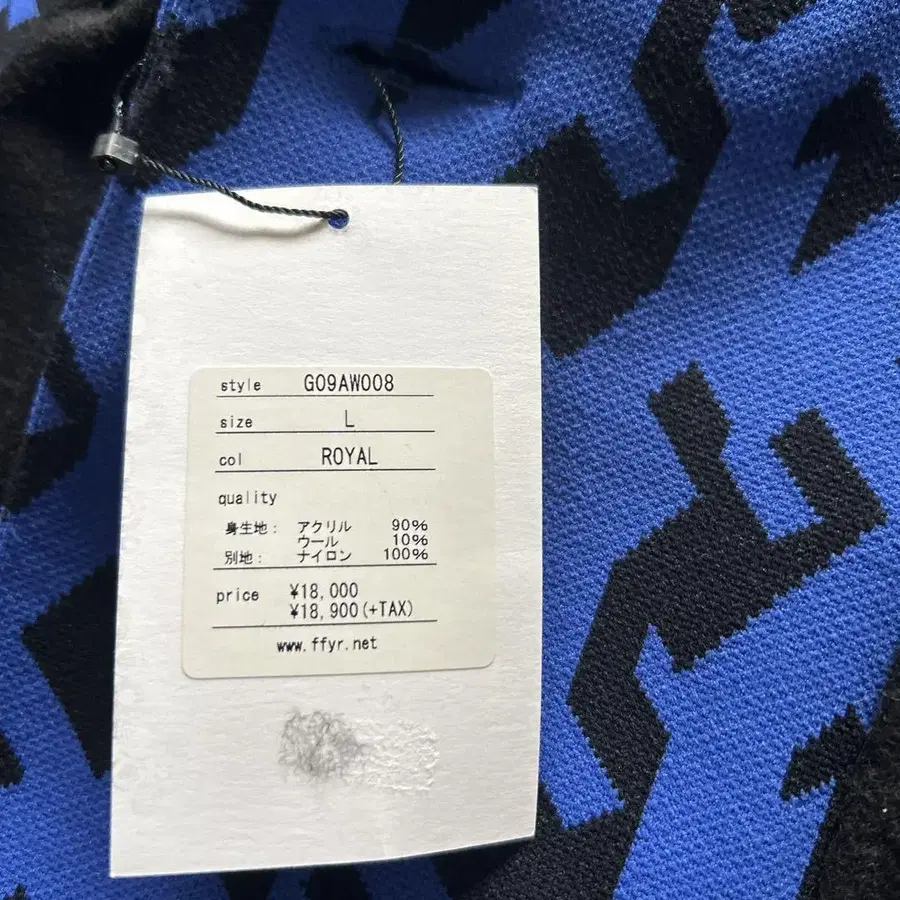 style G09AW008
size L
col ROYAL
quality
身生地： アクリル 90%
ウール 10%
別地： ナイロン 100%
price ¥18,000
¥18,900(+TAX)
www.ffyr.net